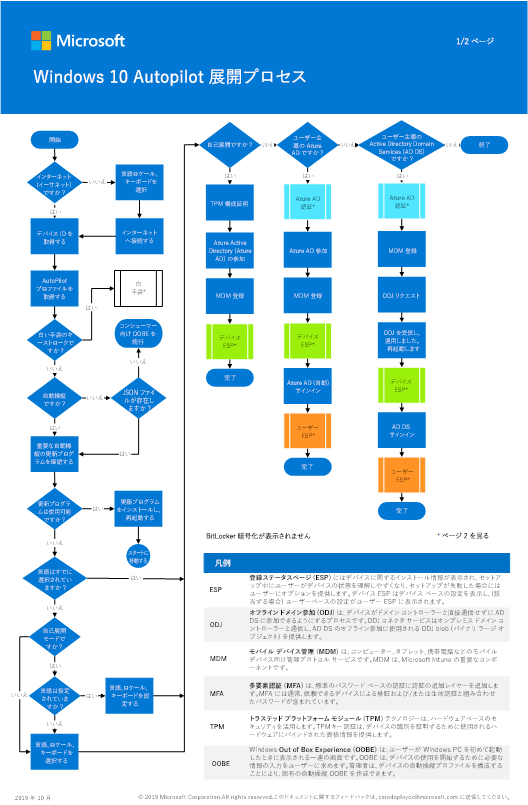 Microsoft
1/2 ページ
Windows 10 Autopilot 展開プロセス
開始
インターネット
(イーサネット)
ですか?
いいえ
言語ロケール、
キーボードを
選択
はい
デバイス ID を
取得する
インターネット
へ接続する
AutoPilot
プロファイルを
取得する
白
手袋*
はい
白い手袋のキ
ーストロークで
すか?
コンシューマー
向け OOBE を
続行
いいえ
はい
自動検証
ですか?
いいえ
JSON ファイル
が存在し
ますか?
はい
はい
重要な自動検
証の更新プログ
ラムを確認する
更新プログラ
ムは使用可能
ですか?
はい
更新プログラム
をインストールし、
再起動する
いいえ
スタートに
移動する
言語はすでに
選択されてい
ますか?
はい
いいえ
自己展開
モードで
すか?
はい
いいえ
言語は指定
されていま
すか?
はい
言語、ロケール、
キーボードを設
定する
いいえ
言語、ロケール、
キーボードを
選択する
自己展開ですか?
いいえ
ユーザー主
導の Azure
AD ですか?
いいえ
ユーザー主導の
Active Directory Domain
Services (AD DS)
ですか?
いいえ
終了
はい
はい
はい
TPM 構成証明
Azure Active
Directory (Azure
AD) の参加
MDM 登録
デバイス
ESP*
完了
Azure AD
認証*
Azure AD 参加
MDM 登録
デバイス
ESP*
Azure AD (自動)
サインイン
ユーザー
ESP*
完了
Azure AD
認証*
MDM 登録
ODJ リクエスト
ODJ を受信し、
適用しました。
再起動します
デバイス
ESP*
AD DS
サインイン
ユーザー
ESP*
完了
BitLocker 暗号化が表示されません
* ページ 2 を見る
凡例
ESP
登録ステータスページ (ESP) にはデバイスに関するインストール情報が表示され、セットア
ップ中にユーザーがデバイスの状態を理解しやすくなり、セットアップが失敗した場合には
ユーザーにオプションを提供します。デバイス ESP はデバイス ベースの設定を表示し、(該
当する場合) ユーザー ベースの設定がユーザー ESP に表示されます。
ODJ
オフラインドメイン参加 (ODJ) は、デバイスがドメイン コントローラーと直接通信せずに AD
DS に参加できるようにするプロセスです。ODJ コネクタ サービスはオンプレミス ドメイン コ
ントローラーと通信し、AD DS のオフライン参加に使用される ODJ blob (バイナリ ラージ オ
ブジェクト) を提供します。
MDM
モバイル デバイス管理 (MDM) は、コンピューター、タブレット、携帯電話などのモバイル
デバイス向け管理プロトコル サービスです。MDM は、Microsoft Intune の重要なコンポ
ーネントです。
MFA
多要素認証 (MFA) は、標準のパスワード ベースの認証に認証の追加レイヤーを追加しま
す。MFA には通常、信頼できるデバイスによる検証および/または生体認証と組み合わせ
たパスワードが含まれています。
TPM
トラステッド プラットフォーム モジュール (TPM) テクノロジーは、ハードウェアベースのセキ
ュリティを活用します。TPM キー認証は、デバイスの識別を証明するために使用されるハ
ードウェアにバインドされた資格情報を提供します。
OOBE
Windows Out of Box Experience (OOBE) は、ユーザーが Windows PC を初めて起動
したときに表示される一連の画面です。OOBE は、デバイスの使用を開始するために必要な
情報の入力をユーザーに求めます。管理者は、デバイスの自動操縦プロファイルを構成する
ことにより、固有の自動操縦 OOBE を作成できます。
2019 年 10 月
© 2019 Microsoft Corporation.All rights reserved.このドキュメントに関するフィードバックは、coredeploycx@microsoft.com に送信してください。